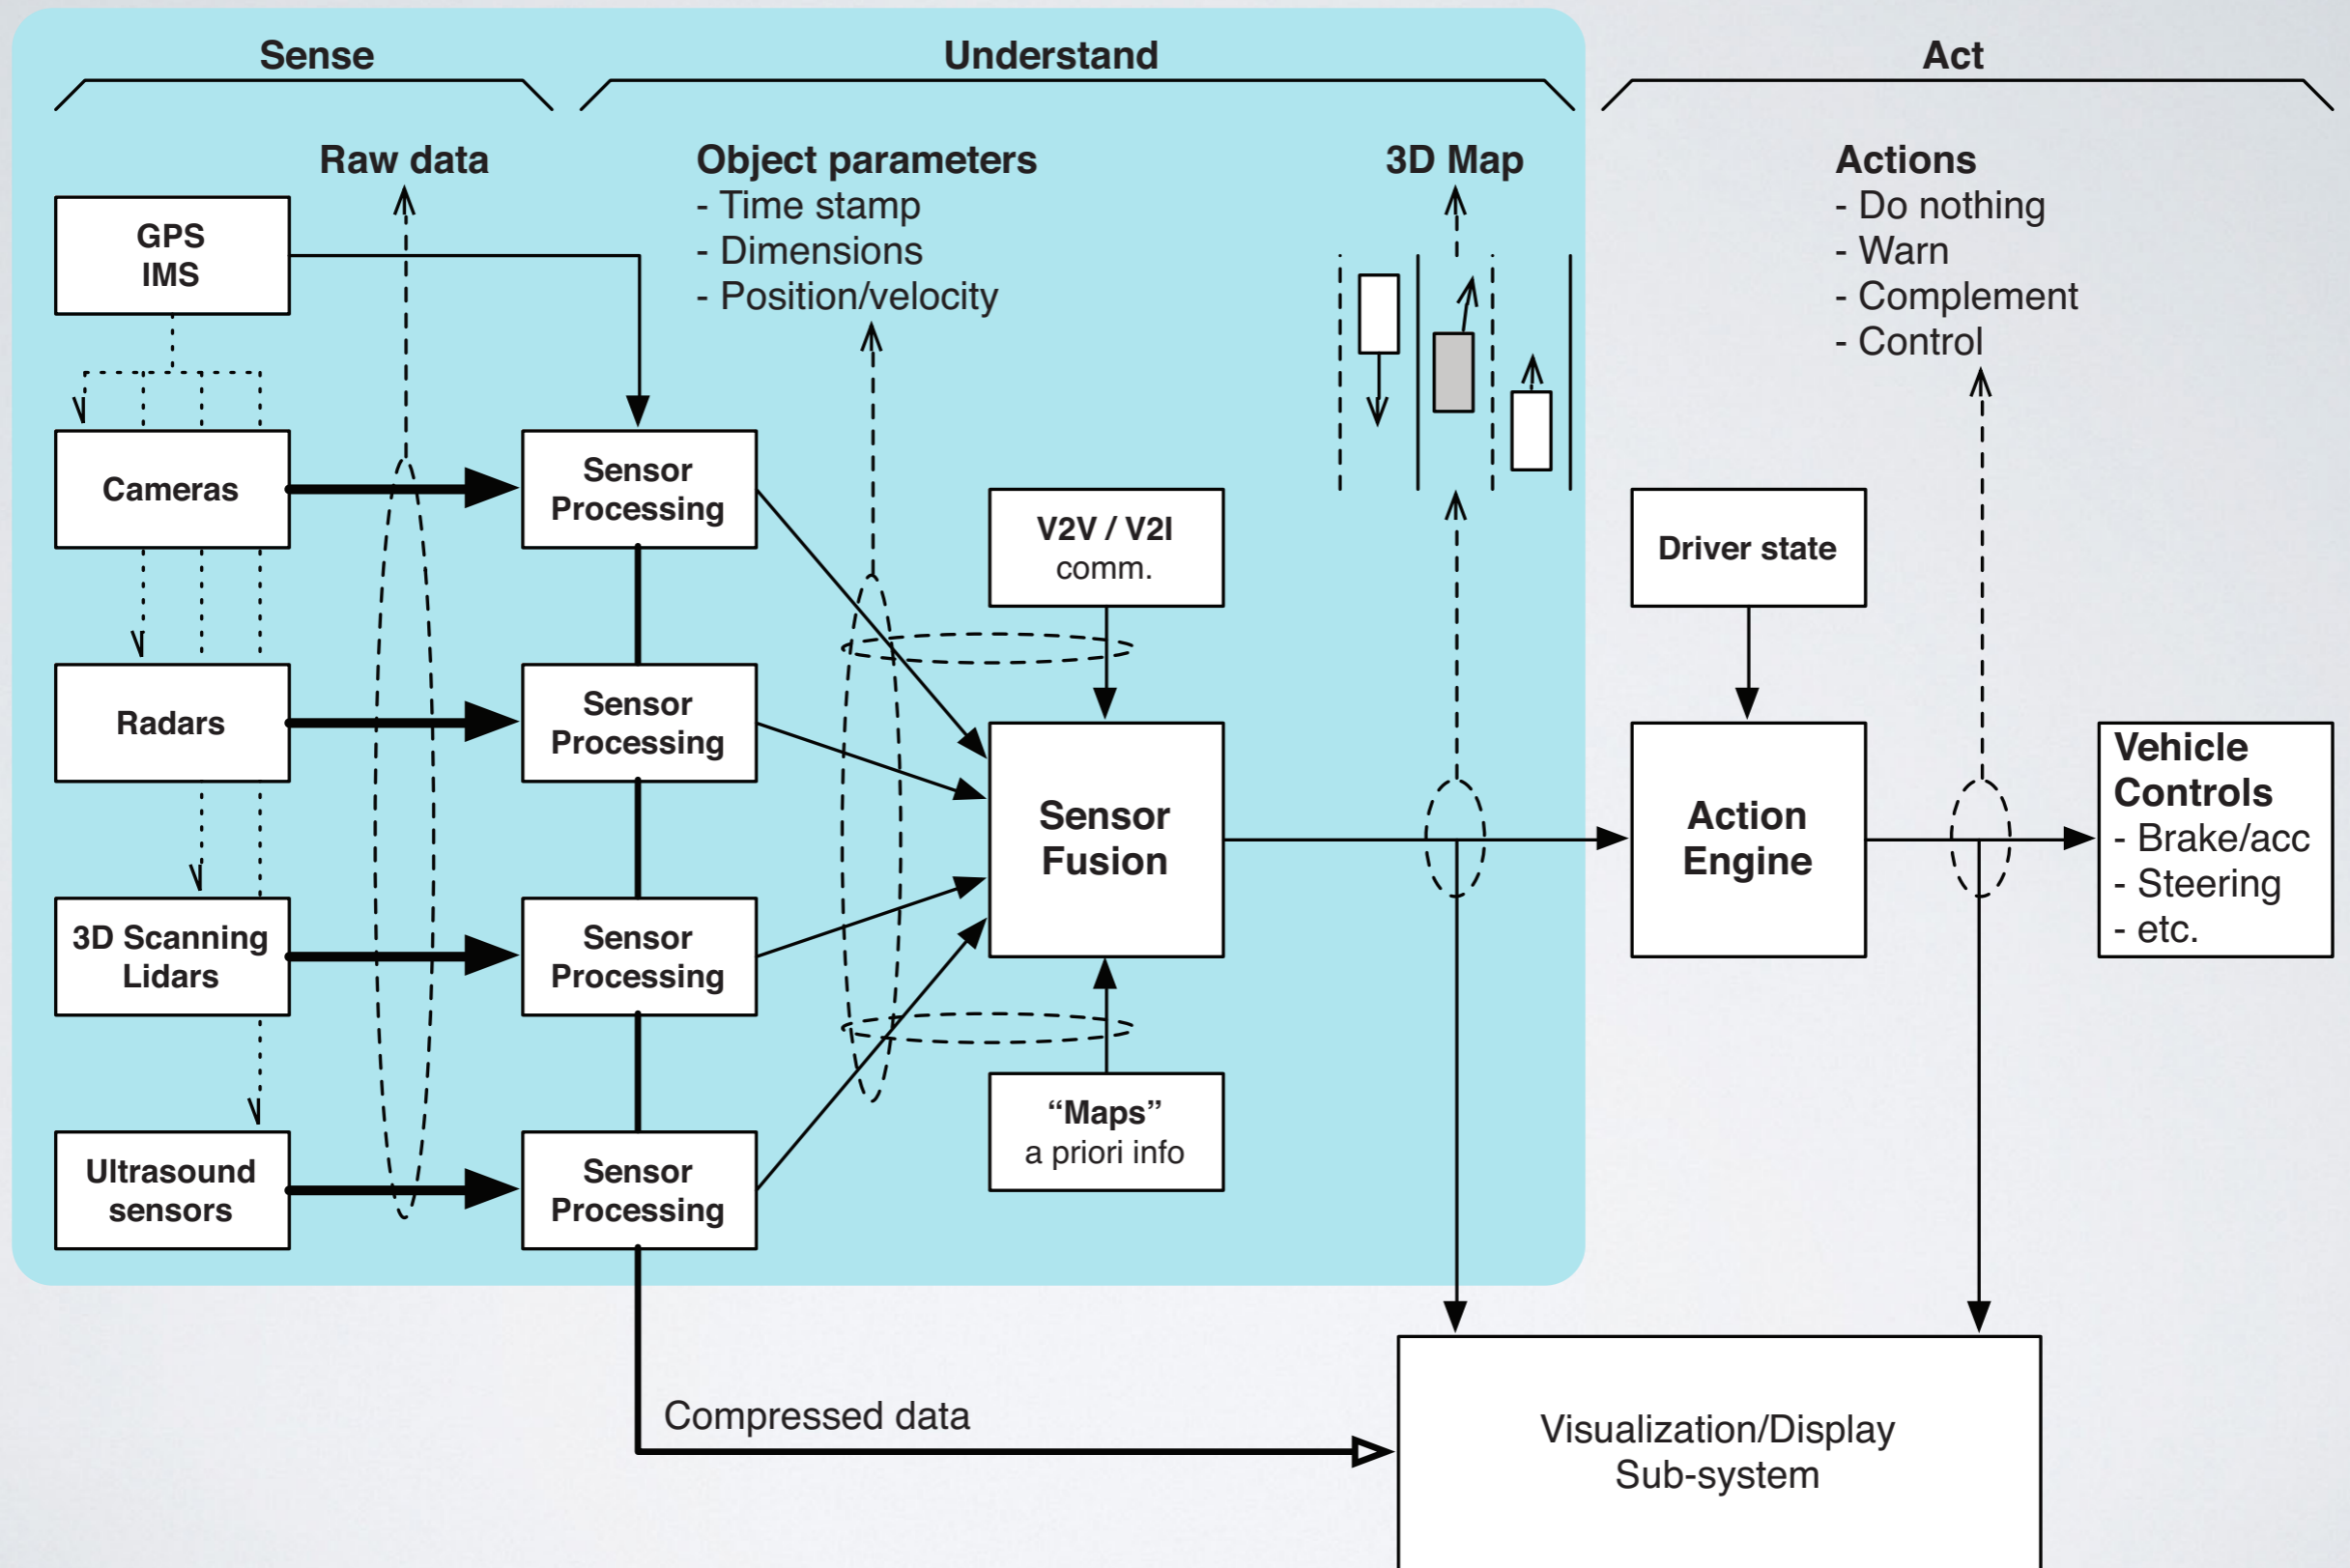 Sense
Understand
Act
Raw data
Object parameters
- Time stamp
- Dimensions
- Position/velocity
3D Map
Actions
- Do nothing
- Warn
- Complement
- Control
GPS
IMS
Cameras
Radars
3D Scanning
Lidars
Ultrasound
sensors
Sensor
Processing
Sensor
Processing
Sensor
Processing
Sensor
Processing
V2V / V2I
comm.
Sensor
Fusion
“Maps”
a priori info
Driver state
Action
Engine
Vehicle
Controls
- Brake/acc
- Steering
- etc.
Compressed data
Visualization/Display
Sub-system